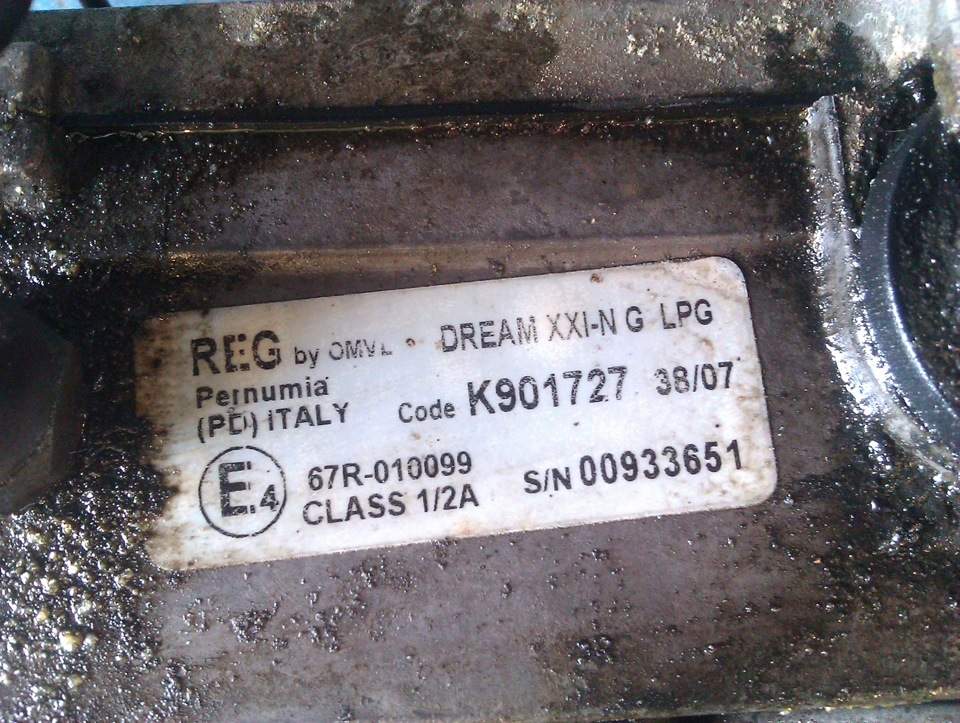 REG by OMVL • DREAM XXI-N G LPG
Pernumia
(PD) ITALY Code K901727 38/07
E.4 67R-010099
CLASS 1/2A S/N 00933651